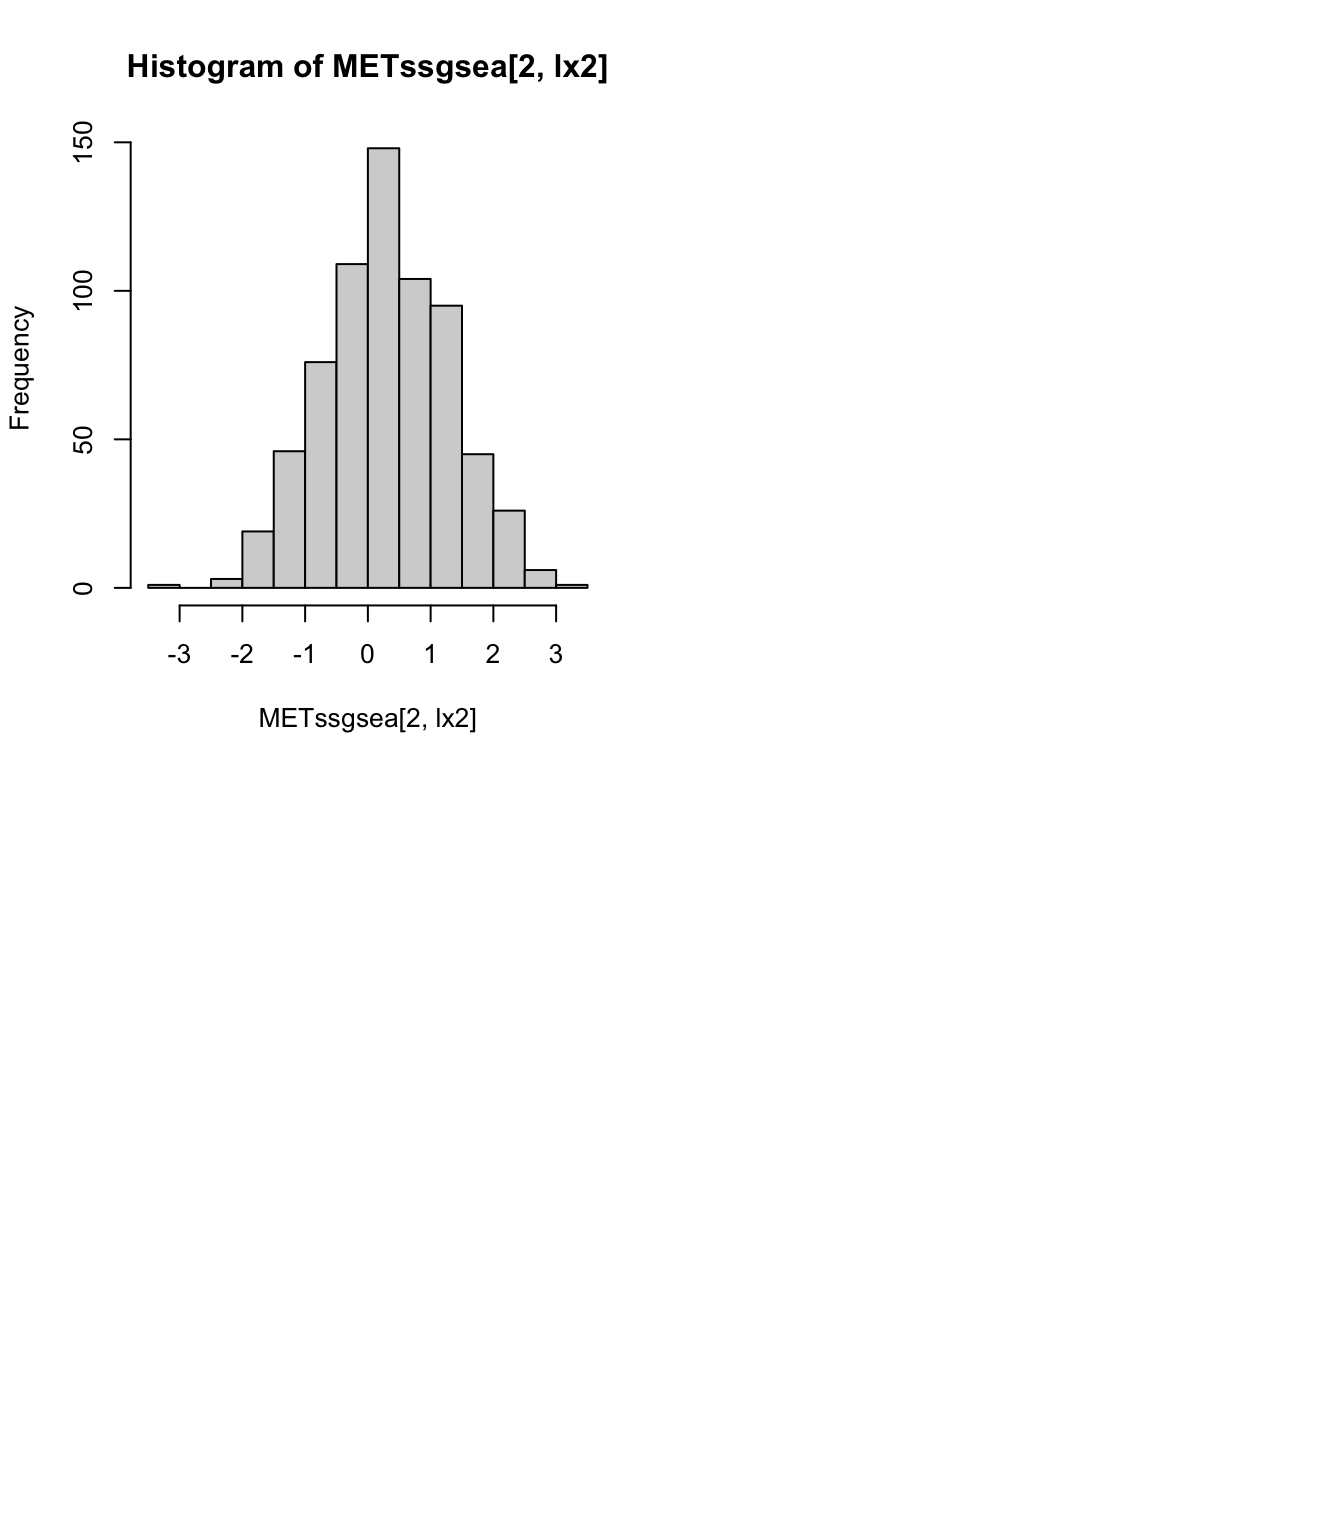 Histogram of METssgsea[2, lx2]
150
100
50
0
Frequency
-3 -2 -1 0 1 2 3
METssgsea[2, lx2]